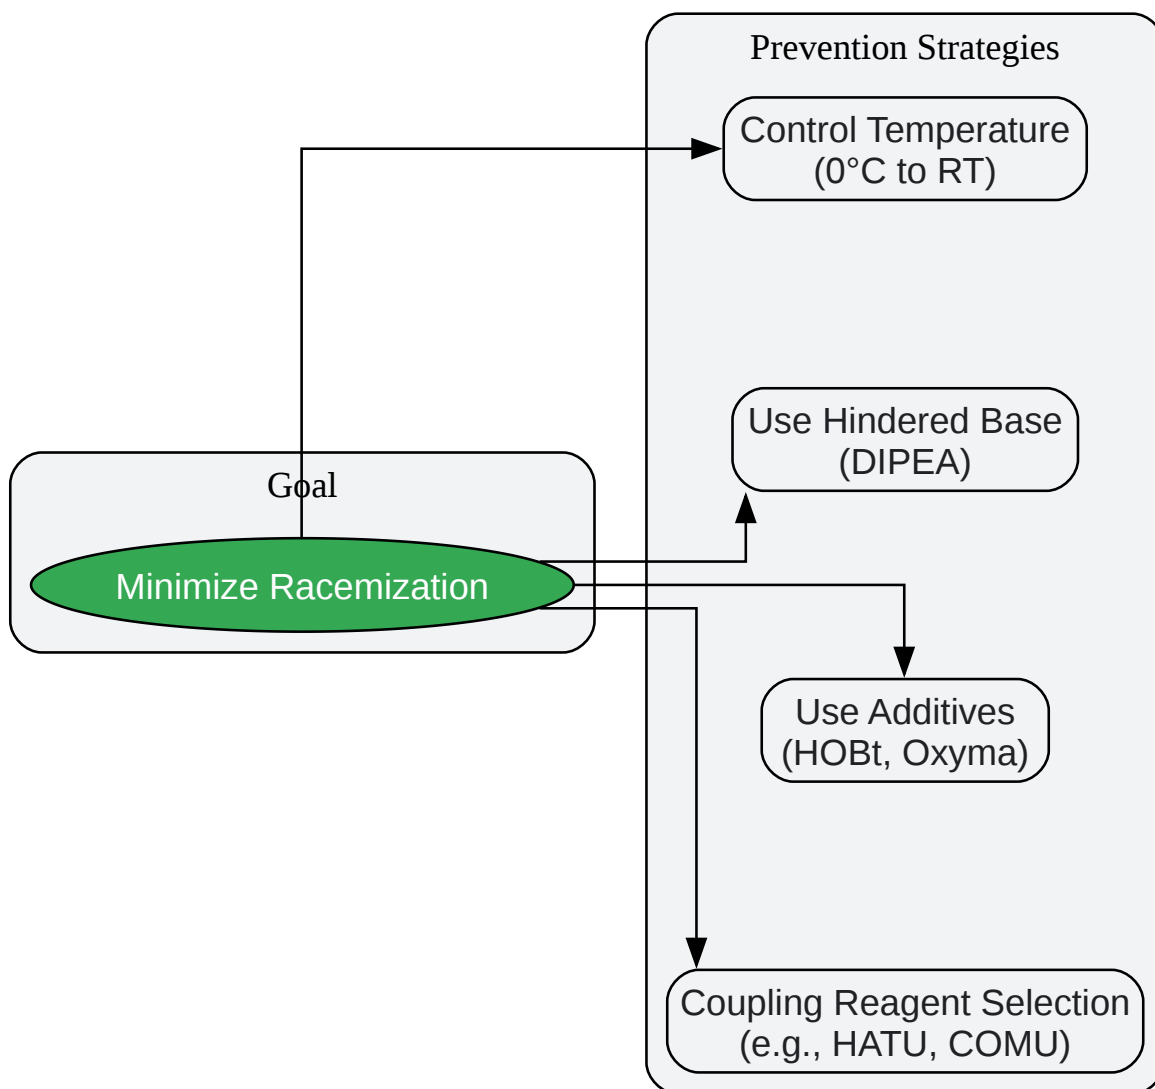 Prevention Strategies
Control Temperature
(0°C to RT)
Use Hindered Base
(DIPEA)
Goal
Minimize Racemization
Use Additives
(HOBt, Oxyma)
Coupling Reagent Selection
(e.g., HATU, COMU)